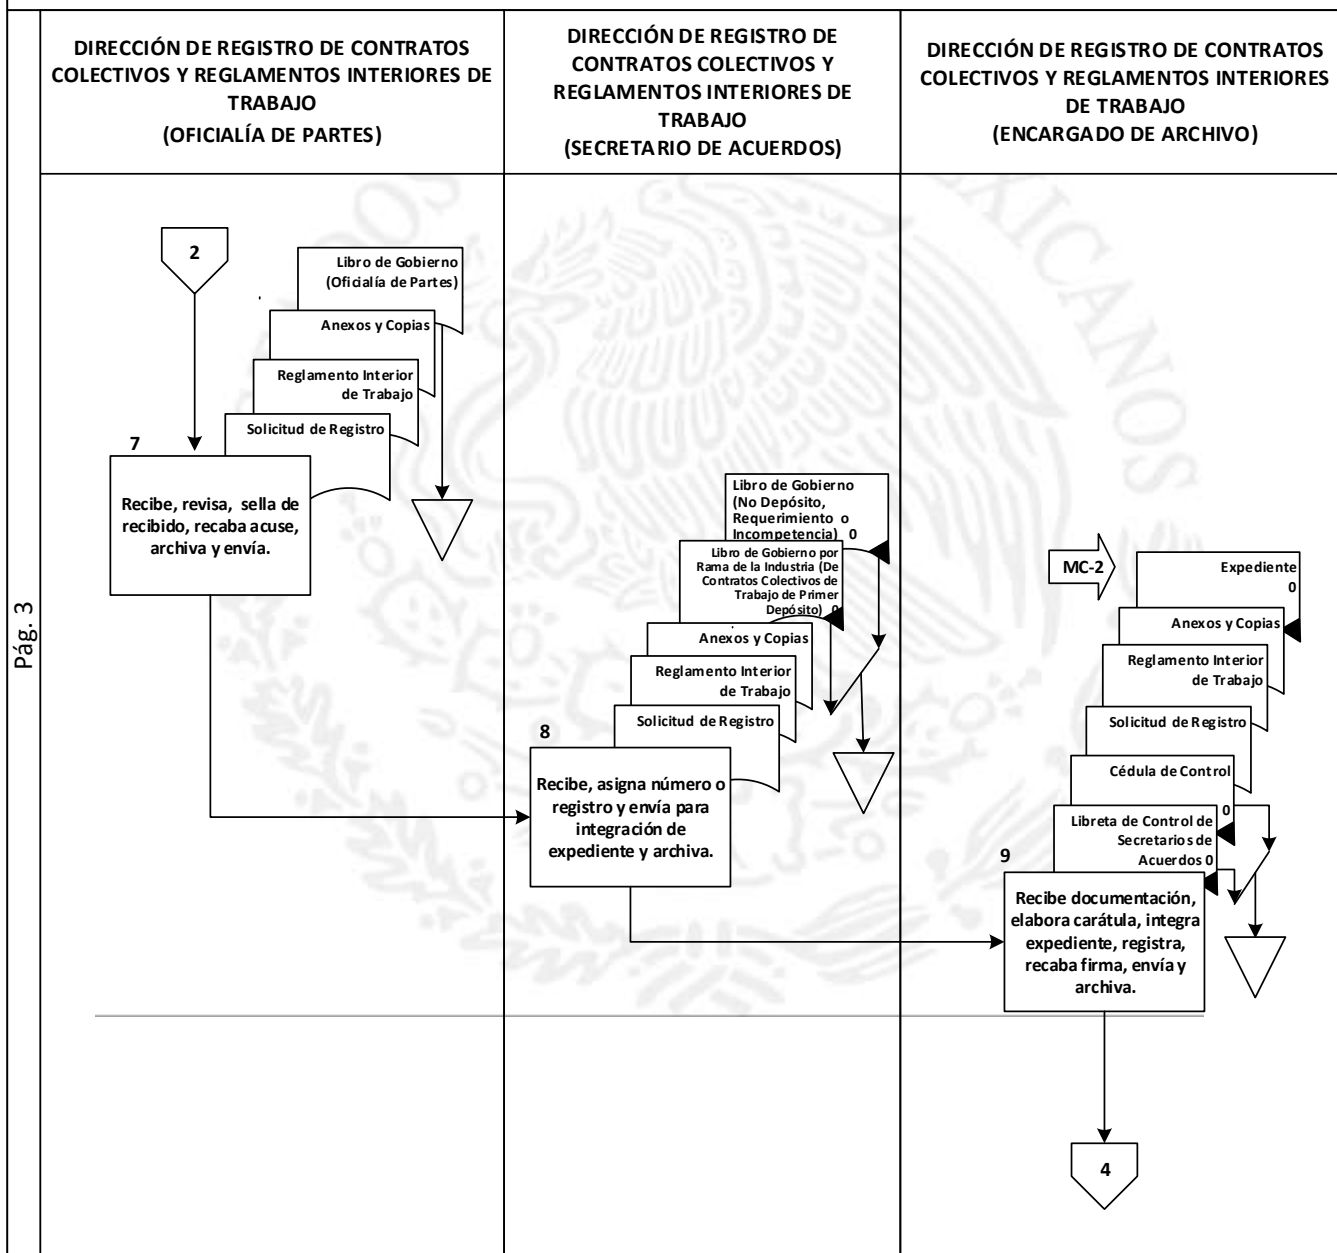 DIRECCIÓN DE REGISTRO DE CONTRATOS
COLECTIVOS Y REGLAMENTOS INTERIORES DE
TRABAJO
(OFICIALÍA DE PARTES)
DIRECCIÓN DE REGISTRO DE
CONTRATOS COLECTIVOS Y
REGLAMENTOS INTERIORES DE
TRABAJO
(SECRETARIO DE ACUERDOS)
DIRECCIÓN DE REGISTRO DE CONTRATOS
COLECTIVOS Y REGLAMENTOS INTERIORES
DE TRABAJO
(ENCARGADO DE ARCHIVO)
Pág. 3
2
Libro de Gobierno
(Oficialía de Partes)
Anexos y Copias
Reglamento Interior
de Trabajo
Solicitud de Registro
7
Recibe, revisa, sella de
recibido, recaba acuse,
archiva y envía.
Libro de Gobierno
(No Depósito,
Requerimiento o
Incompetencia) 0
Libro de Gobierno por
Rama de la Industria (De
Contratos Colectivos de
Trabajo de Primer
Depósito) 0
Anexos y Copias
Reglamento Interior
de Trabajo
Solicitud de Registro
8
Recibe, asigna número o
registro y envía para
integración de
expediente y archiva.
MC-2
Expediente
0
Anexos y Copias
Reglamento Interior
de Trabajo
Solicitud de Registro
Cédula de Control
0
Libreta de Control de
Secretarios de
Acuerdos 0
9
Recibe documentación,
elabora carátula, integra
expediente, registra,
recaba firma, envía y
archiva.
4
EXICANOS